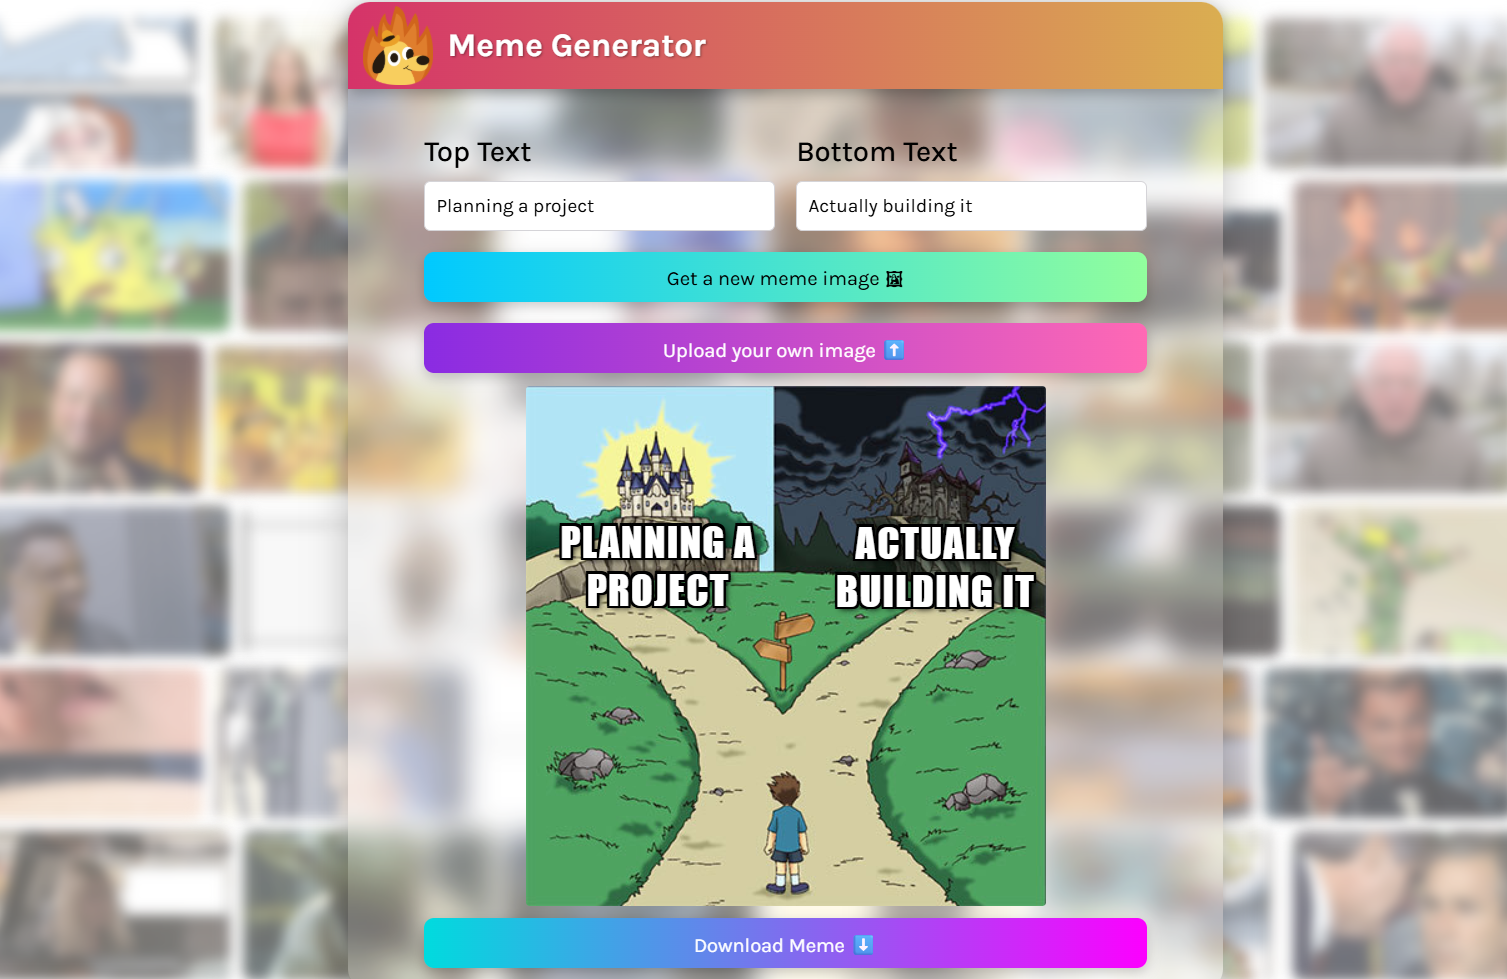 Meme Generator
Top Text
Bottom Text
Planning a project
Actually building it
Get a new meme image 🖼
Upload your own image ⬆️
PLANNING A
PROJECT
ACTUALLY
BUILDING IT
Download Meme ⬇️